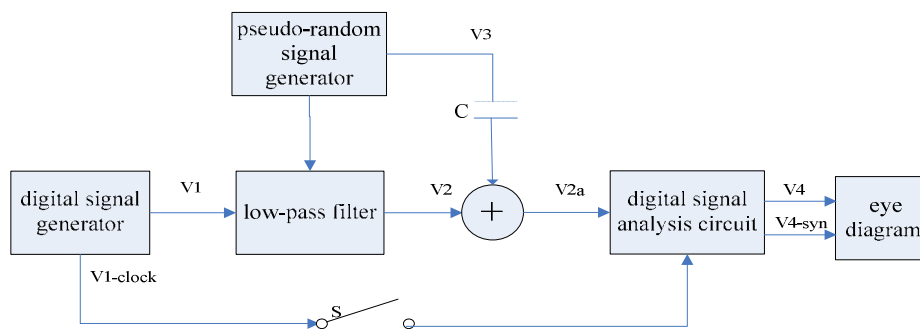 pseudo-random
signal
generator
V3
C
digital signal
generator
V1
low-pass filter
V2
+
V2a
digital signal
analysis circuit
V4
V4-syn
eye
diagram
V1-clock
S